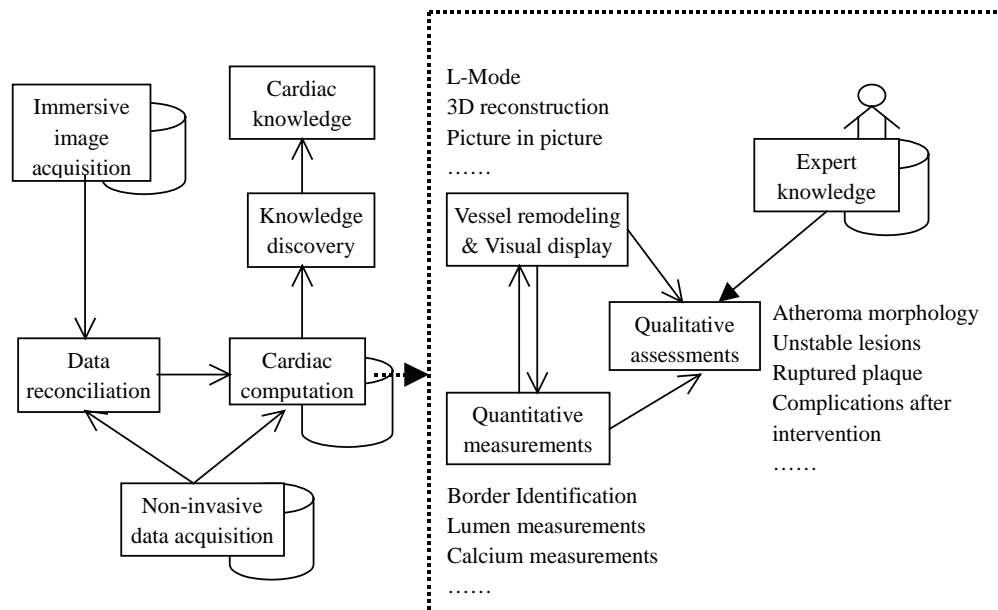 Immersive
image
acquisition
Cardiac
knowledge
Knowledge
discovery
Data
reconciliation
Cardiac
computation
Non-invasive
data acquisition
L-Mode
3D reconstruction
Picture in picture
……
Vessel remodeling
& Visual display
Expert
knowledge
Qualitative
assessments
Quantitative
measurements
Atheroma morphology
Unstable lesions
Ruptured plaque
Complications after
intervention
……
Border Identification
Lumen measurements
Calcium measurements
……